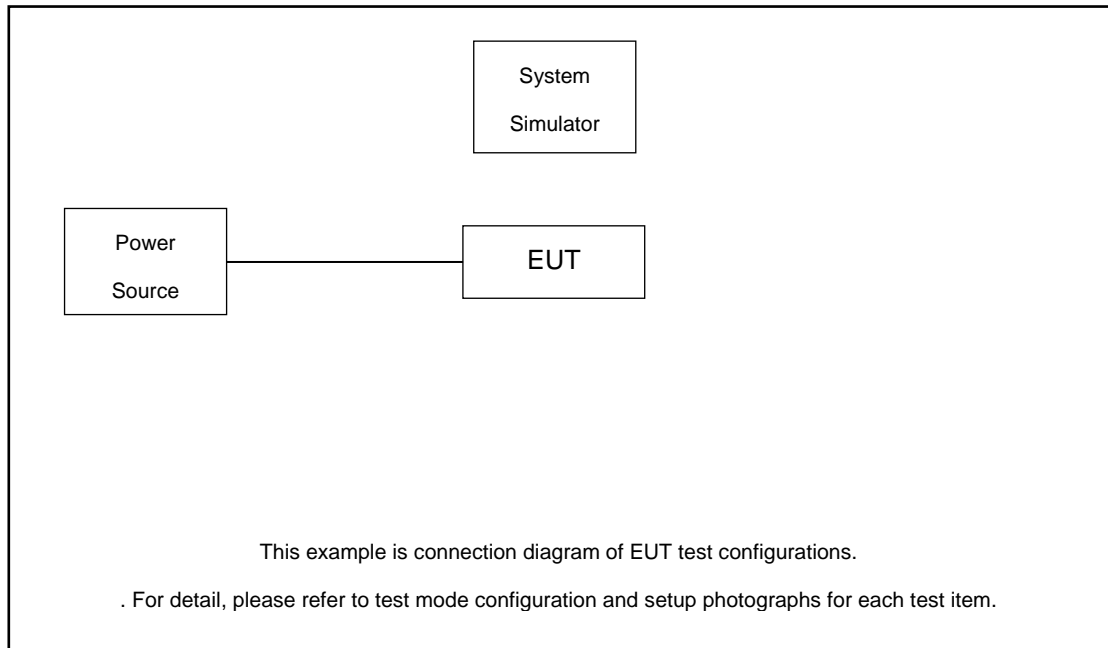 System
Simulator
Power
Source
EUT
This example is connection diagram of EUT test configurations.
. For detail, please refer to test mode configuration and setup photographs for each test item.